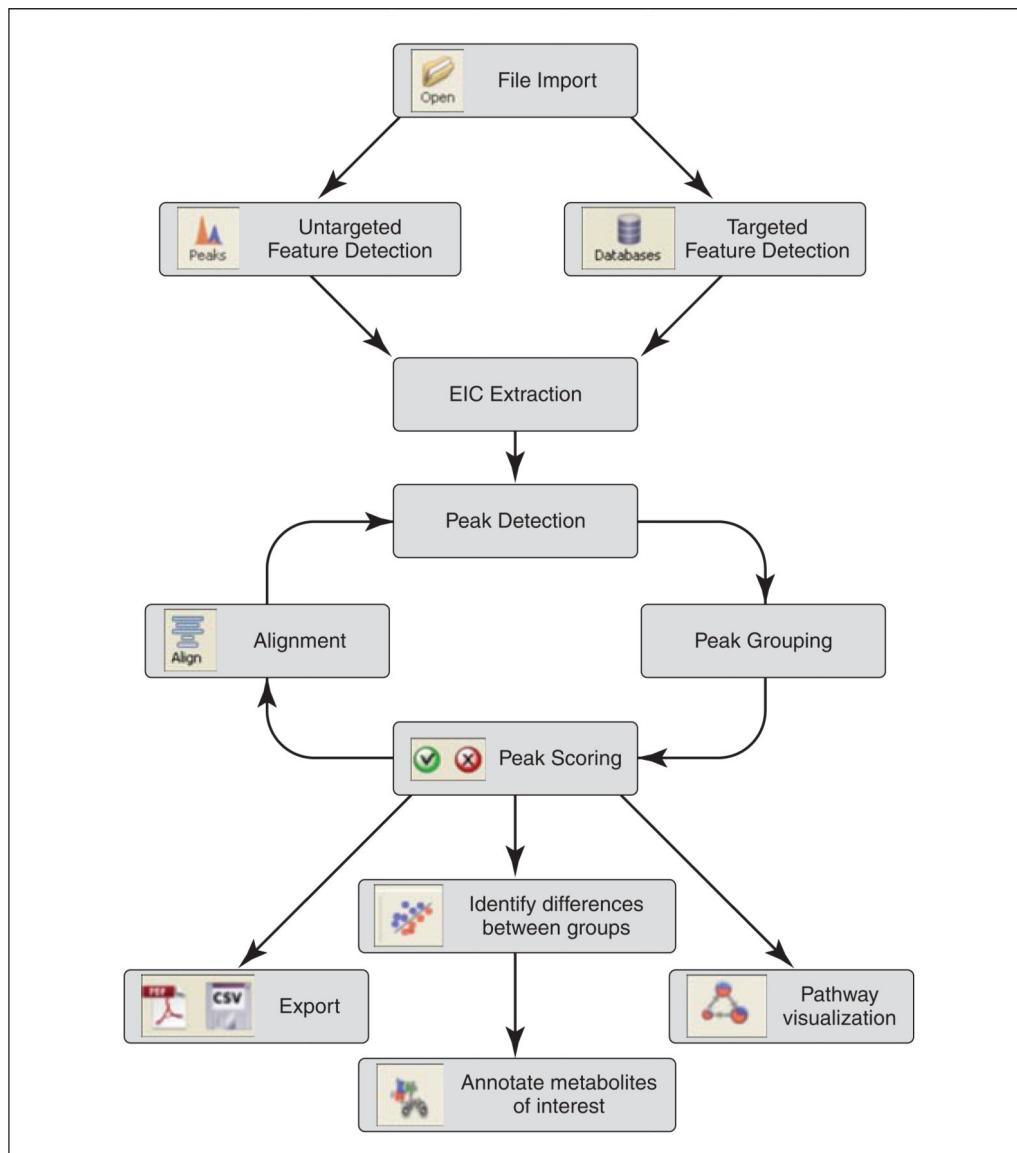 Open
File Import
Peaks
Untargeted
Feature Detection
Databases
Targeted
Feature Detection
EIC Extraction
Peak Detection
Align
Alignment
Peak Grouping
Peak Scoring
Identify differences
between groups
PDF
CSV
Export
Pathway
visualization
Annotate metabolites
of interest